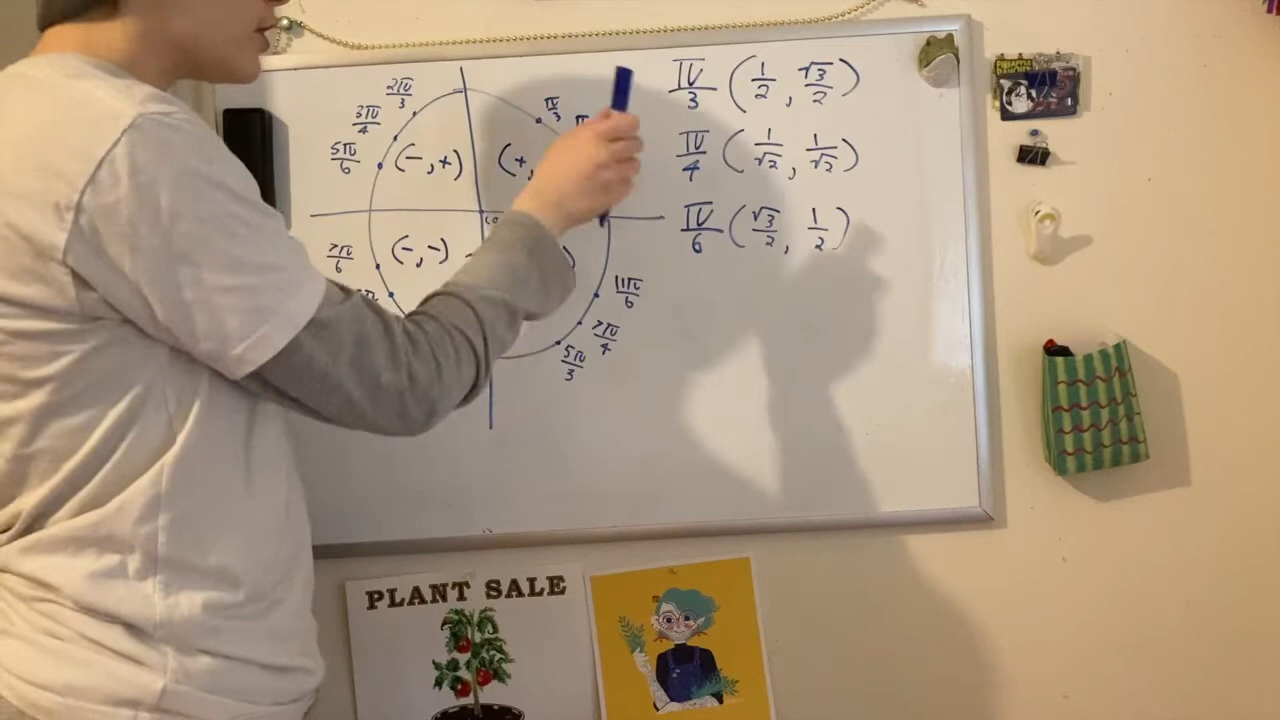 2π/3
π/3
3π/4
5π/6
(-,+)
(+,
7π/6
(-,-)
11π/6
7π/4
5π/3
π/3 (1/2, √3/2)
π/4 (1/√2, 1/√2)
π/6 (√3/2, 1/2)
PLANT SALE